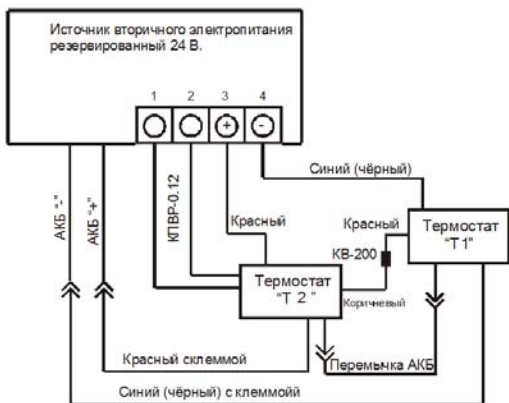 Источник вторичного электропитания
резервированный 24 В.
1 2 3 4
+ -
АКБ "-"
АКБ "+"
КПВР-0.12
Синий (чёрный)
Красный
Красный
КВ-200
Термостат
"Т1"
Термостат
"Т 2 "
Коричневый
Красный склеммой
Перемычка АКБ
Синий (чёрный) с клеммойй